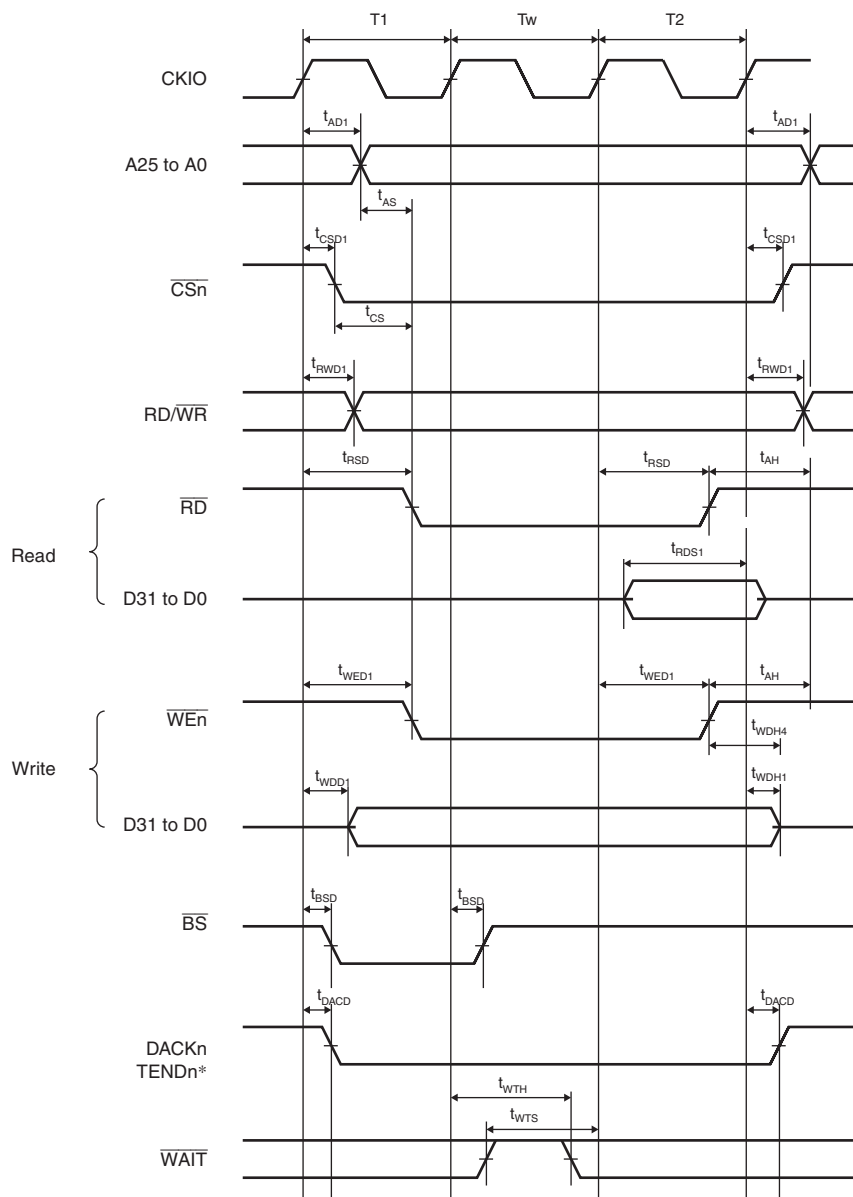 T1 Tw T2
CKIO
tAD1 tAD1
A25 to A0
tAS
tCSD1 tCSD1
CSn
tCS
tRWD1 tRWD1
RD/WR
tRSD tRSD tAH
RD
Read
tRDS1
D31 to D0
tWED1 tWED1 tAH
WEn
tWDH4
Write
tWDD1 tWDH1
D31 to D0
tBSD tBSD
BS
tDACD tDACD
DACKn
TENDn*
tWTH
tWTS
WAIT